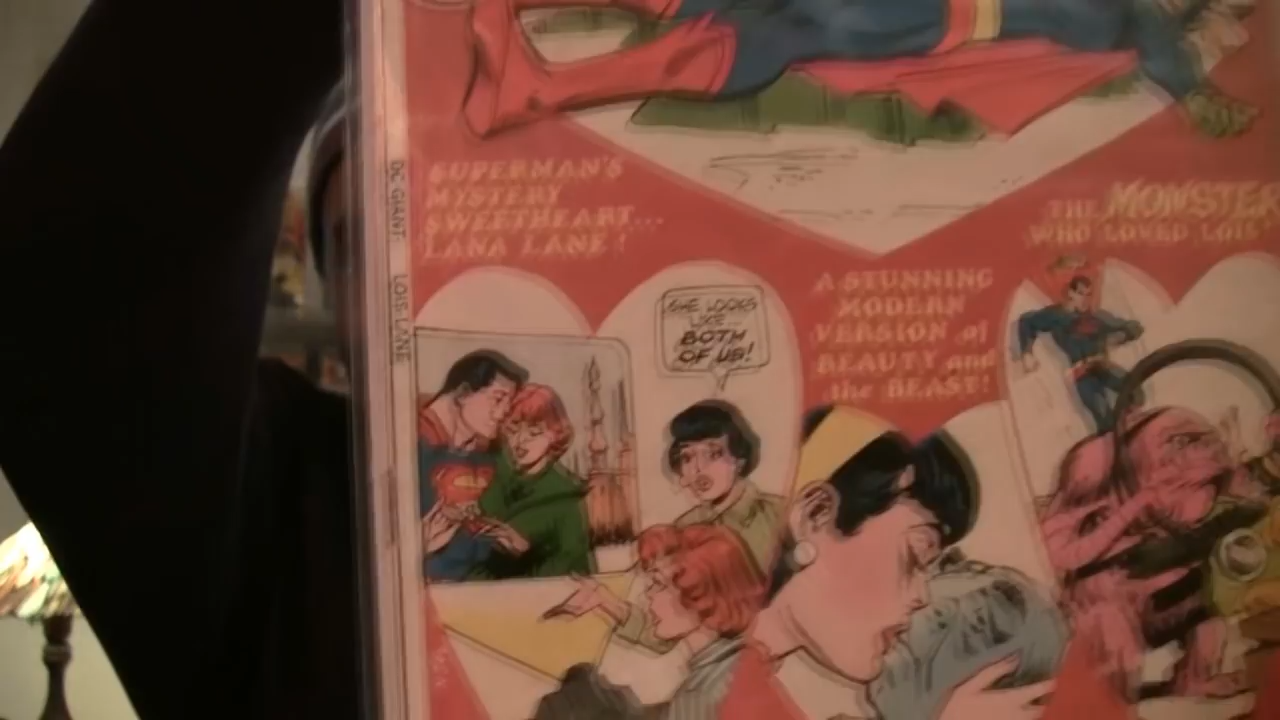 DC GIANT: LOIS LANE
SUPERMAN'S
MYSTERY
SWEETHEART...
LANA LANE!
THE MONSTER
WHO LOVED LOIS
A STUNNING
MODERN
VERSION of
BEAUTY and
the BEAST!
SHE LOOKS
LIKE...
BOTH
OF US!